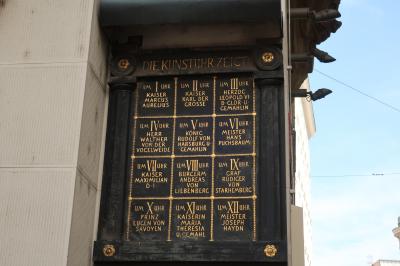 DIE KUNSTUHR ZEIGT
UM I UHR
KAISER
MARCUS
AURELIUS
UM II UHR
KAISER
KARL DER
GROSSE
UM III UHR
HERZOG
LEOPOLD VI
D·GLOR·U
GEMAHLIN
UM IV UHR
HERR
WALTHER
VON DER
VOGELWEIDE
UM V UHR
KÖNIG
RUDOLF VON
HABSBURG U.
GEMAHLIN
UM VI UHR
MEISTER
HANS
PUCHSBAUM
UM VII UHR
KAISER
MAXIMILIAN
D·I·
UM VIII UHR
BÜRGERM
ANDREAS
VON
LIEBENBERG
UM IX UHR
GRAF
RÜDIGER
VON
STARHEMBERG
UM X UHR
PRINZ
EUGEN VON
SAVOYEN
UM XI UHR
KAISERIN
MARIA
THERESIA
U. GEMAHL
UM XII UHR
MEISTER
JOSEPH
HAYDN